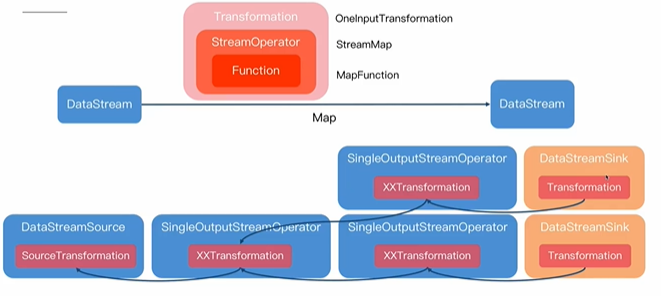 Transformation
OneInputTransformation
StreamOperator
StreamMap
Function
MapFunction
DataStream
DataStream
Map
SingleOutputStreamOperator
DataStreamSink
XXTransformation
Transformation
DataStreamSource
SingleOutputStreamOperator
SingleOutputStreamOperator
DataStreamSink
SourceTransformation
XXTransformation
XXTransformation
Transformation